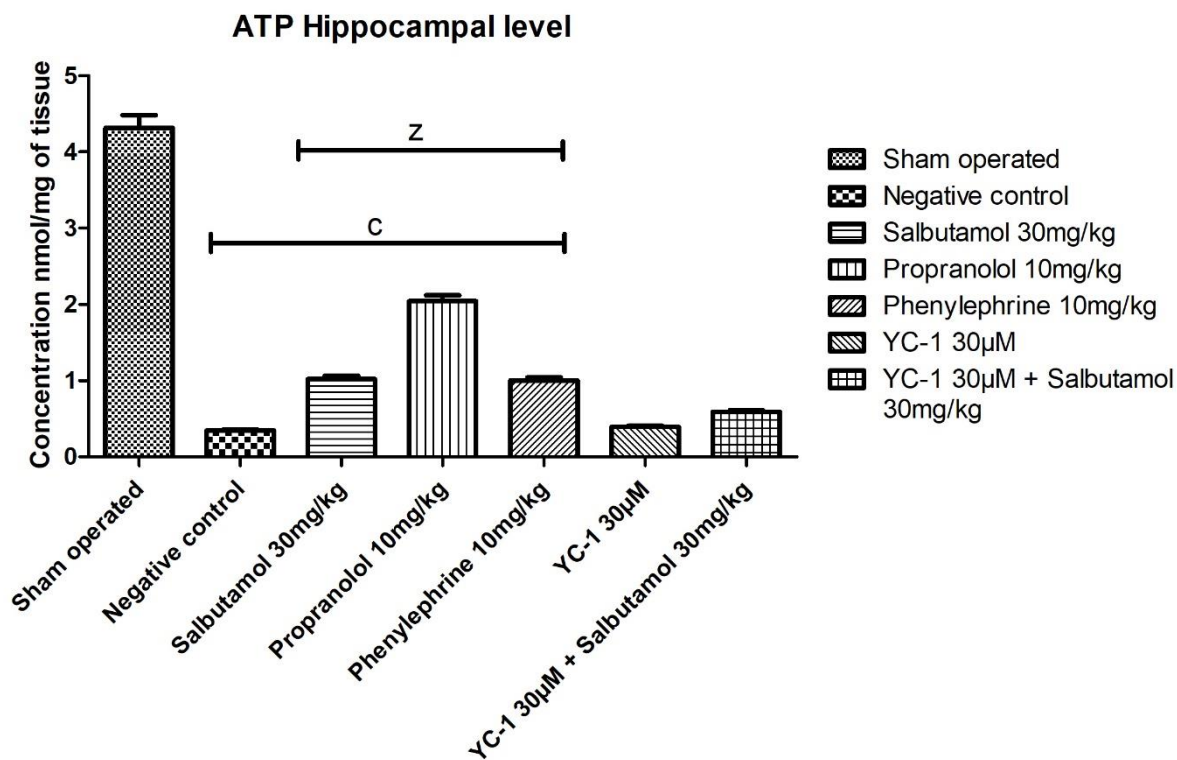 ATP Hippocampal level
Concentration nmol/mg of tissue
5
4
3
2
1
0
z
c
Sham operated
Negative control
Salbutamol 30mg/kg
Propranolol 10mg/kg
Phenylephrine 10mg/kg
YC-1 30µM
YC-1 30µM + Salbutamol 30mg/kg
Sham operated
Negative control
Salbutamol 30mg/kg
Propranolol 10mg/kg
Phenylephrine 10mg/kg
YC-1 30µM
YC-1 30µM + Salbutamol
30mg/kg